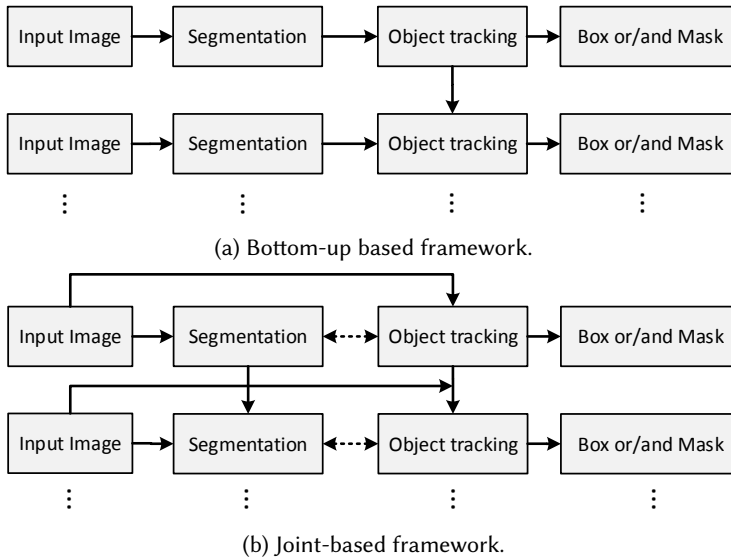 Input Image Segmentation Object tracking Box or/and Mask
Input Image Segmentation Object tracking Box or/and Mask
(a) Bottom-up based framework.
Input Image Segmentation Object tracking Box or/and Mask
Input Image Segmentation Object tracking Box or/and Mask
(b) Joint-based framework.